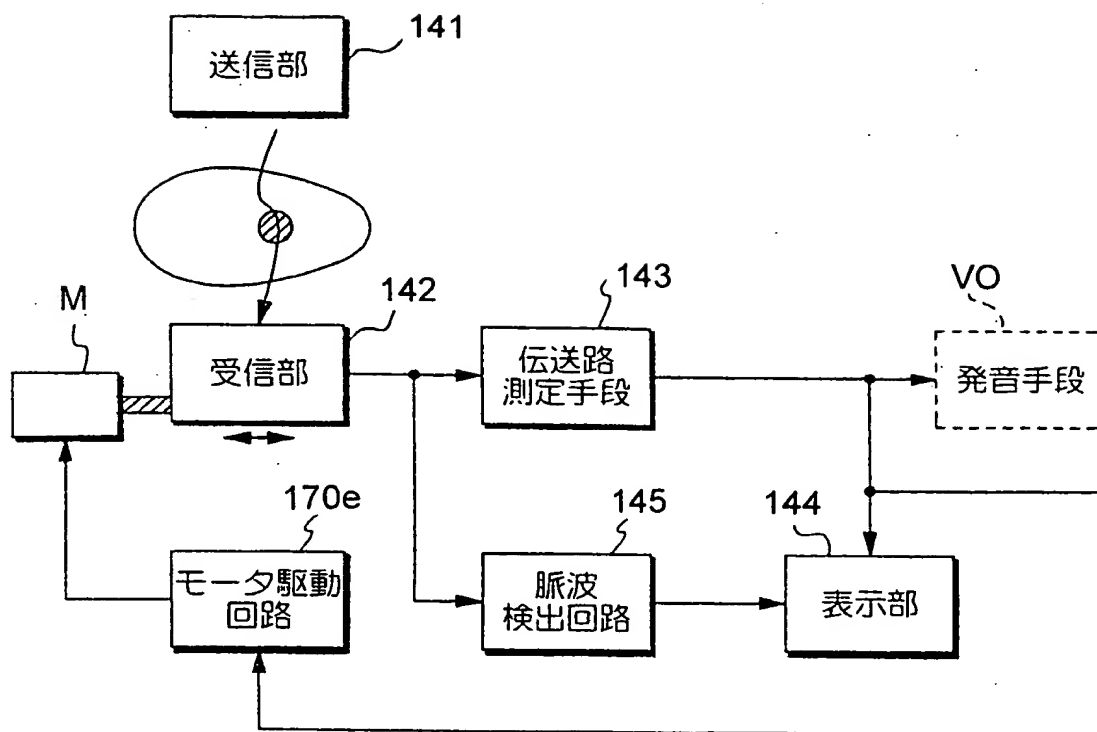 141
送信部
142
受信部
M
143
伝送路
測定手段
VO
発音手段
170e
モータ駆動
回路
145
脈波
検出回路
144
表示部